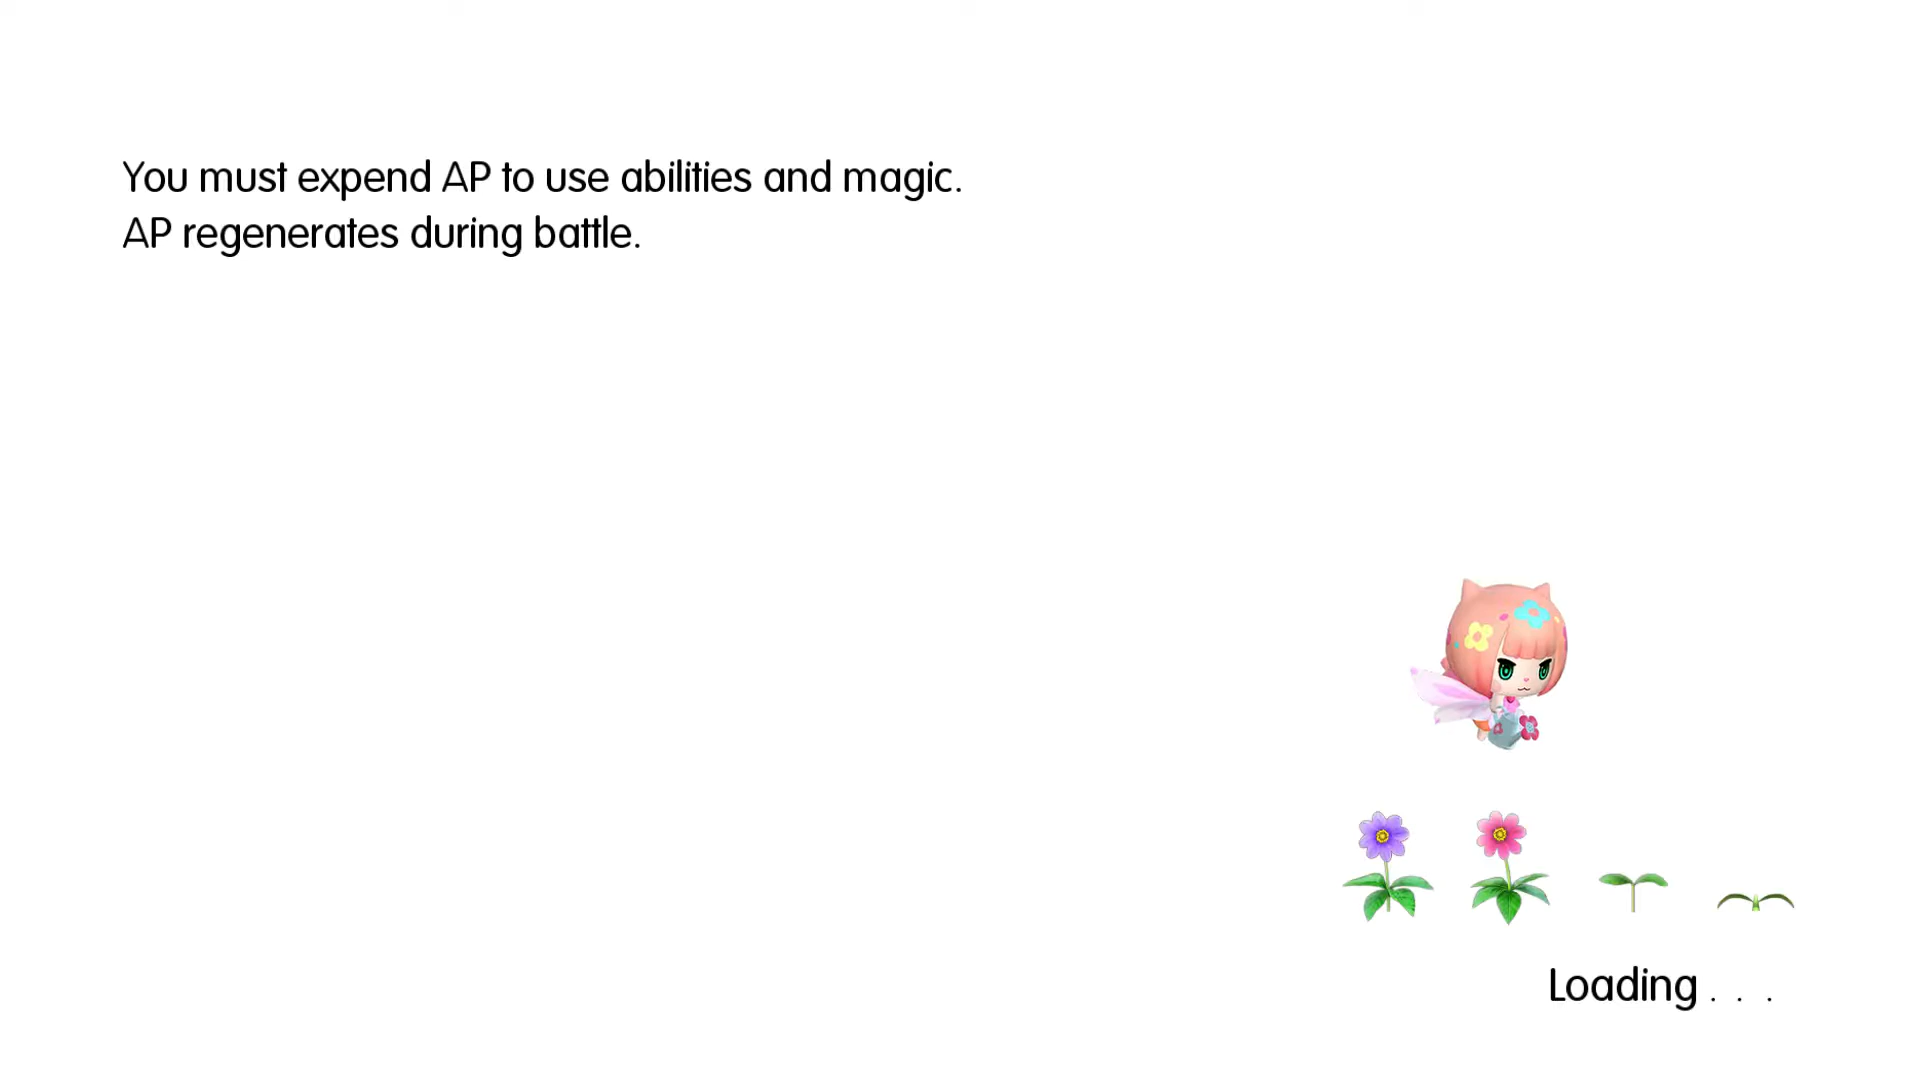 You must expend AP to use abilities and magic.
AP regenerates during battle.
Loading . . .